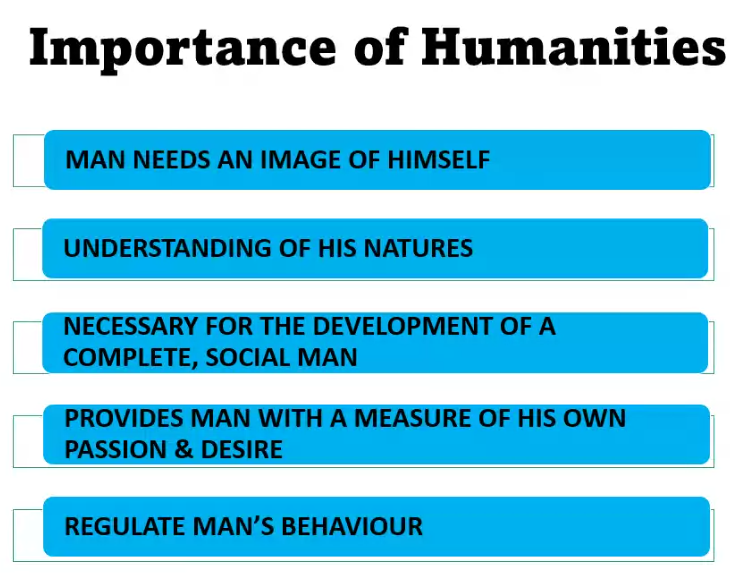 Importance of Humanities
MAN NEEDS AN IMAGE OF HIMSELF
UNDERSTANDING OF HIS NATURES
NECESSARY FOR THE DEVELOPMENT OF A
COMPLETE, SOCIAL MAN
PROVIDES MAN WITH A MEASURE OF HIS OWN
PASSION & DESIRE
REGULATE MAN’S BEHAVIOUR